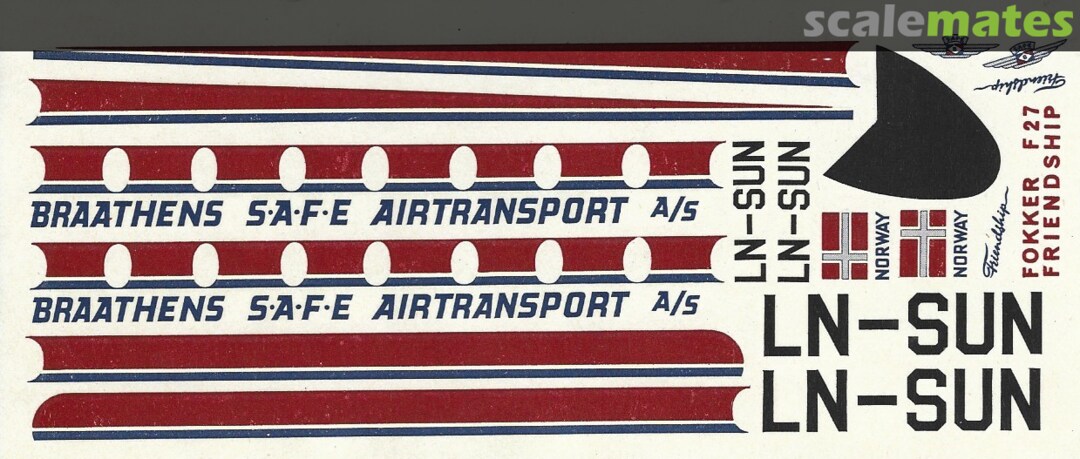 scalemates
Friendship
BRAATHENS S·A·F·E AIRTRANSPORT A/S
LN-SUN
LN-SUN
NORWAY
NORWAY
Friendship
FOKKER F27
FRIENDSHIP
BRAATHENS S·A·F·E AIRTRANSPORT A/S
LN-SUN
LN-SUN